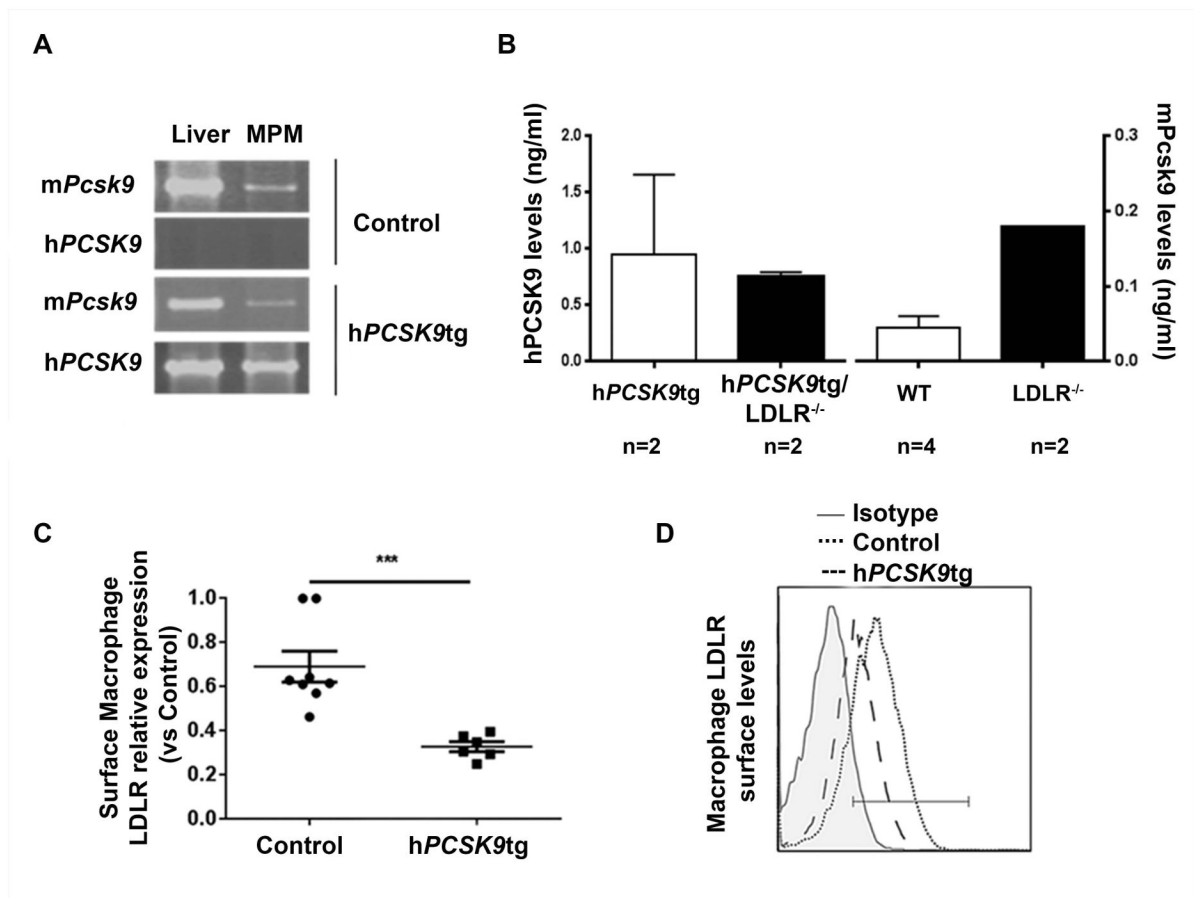 A
Liver MPM
mPcsk9
hPCSK9
Control
mPcsk9
hPCSK9
hPCSK9tg
B
hPCSK9 levels (ng/ml)
2.0
1.5
1.0
0.5
0.0
mPcsk9 levels (ng/ml)
0.3
0.2
0.1
0.0
hPCSK9tg
hPCSK9tg/
LDLR-/-
WT
LDLR-/-
n=2
n=2
n=4
n=2
C
Surface Macrophage
LDLR relative expression
(vs Control)
1.0
0.8
0.6
0.4
0.2
0.0
***
Control
hPCSK9tg
D
Isotype
Control
hPCSK9tg
Macrophage LDLR
surface levels